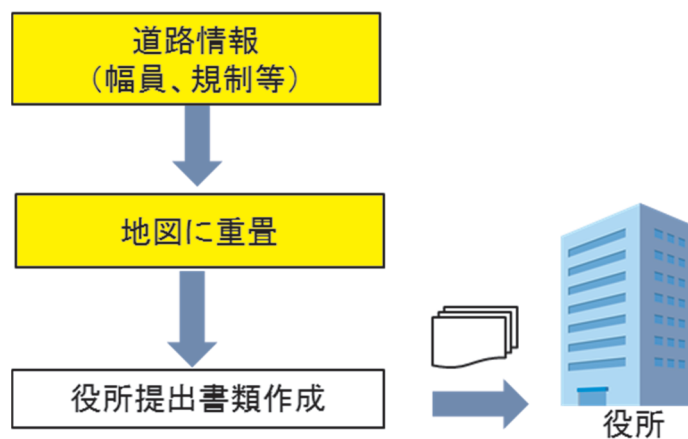 道路情報
（幅員、規制等）
地図に重畳
役所提出書類作成
役所